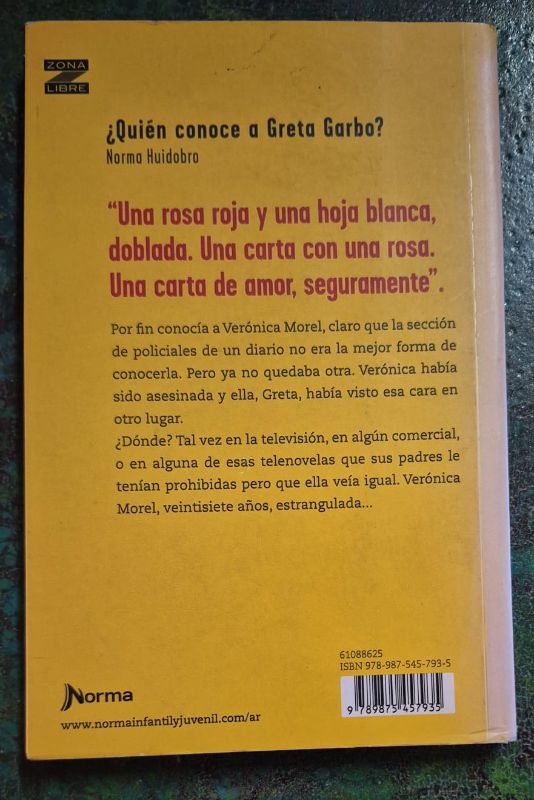 ZONA
LIBRE
¿Quién conoce a Greta Garbo?
Norma Huidobro
“Una rosa roja y una hoja blanca,
doblada. Una carta con una rosa.
Una carta de amor, seguramente”.
Por fin conocía a Verónica Morel, claro que la sección
de policiales de un diario no era la mejor forma de
conocerla. Pero ya no quedaba otra. Verónica había
sido asesinada y ella, Greta, había visto esa cara en
otro lugar.
¿Dónde? Tal vez en la televisión, en algún comercial,
o en alguna de esas telenovelas que sus padres le
tenían prohibidas pero que ella veía igual. Verónica
Morel, veintisiete años, estrangulada...
61088625
ISBN 978-987-545-793-5
9 789875 457935
Norma
www.normainfantilyjuvenil.com/ar